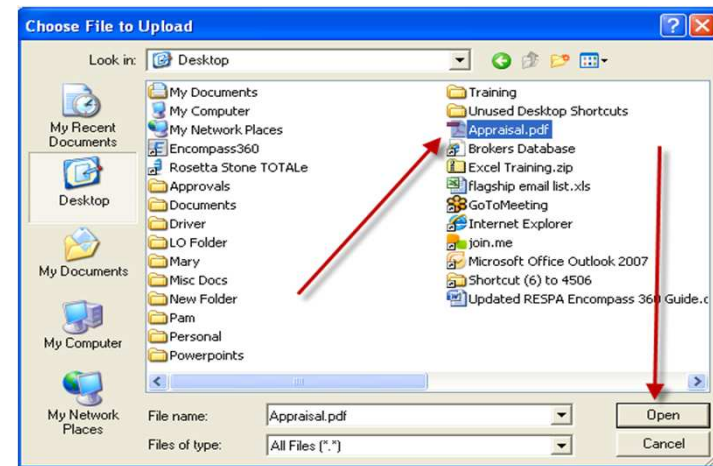 Choose File to Upload
Look in:
Desktop
My Recent
Documents
Desktop
My Documents
My Computer
My Network
Places
My Documents
My Computer
My Network Places
Encompass360
Rosetta Stone TOTALe
Approvals
Documents
Driver
LO Folder
Mary
Misc Docs
New Folder
Pam
Personal
Powerpoints
Training
Unused Desktop Shortcuts
Appraisal.pdf
Brokers Database
Excel Training.zip
flagship email list.xls
GoToMeeting
Internet Explorer
join.me
Microsoft Office Outlook 2007
Shortcut (6) to 4506
Updated RESPA Encompass 360 Guide.c
File name:
Appraisal.pdf
Open
Files of type:
All Files (*.*)
Cancel